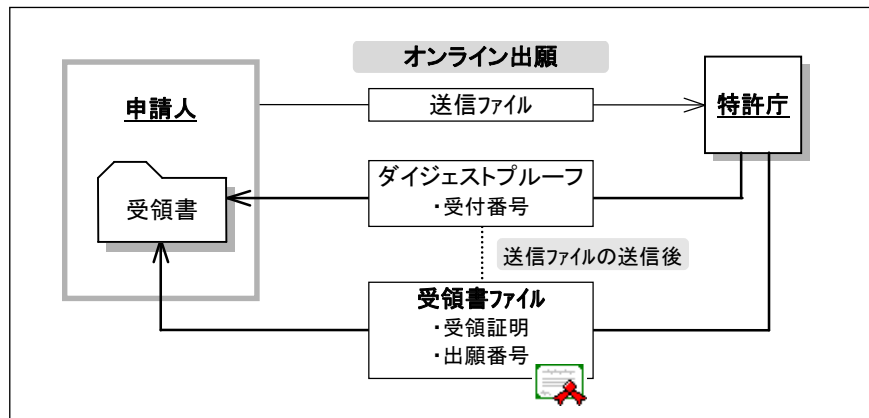 オンライン出願
申請人
送信ファイル
特許庁
受領書
ダイジェストプルーフ
・受付番号
送信ファイルの送信後
受領書ファイル
・受領証明
・出願番号